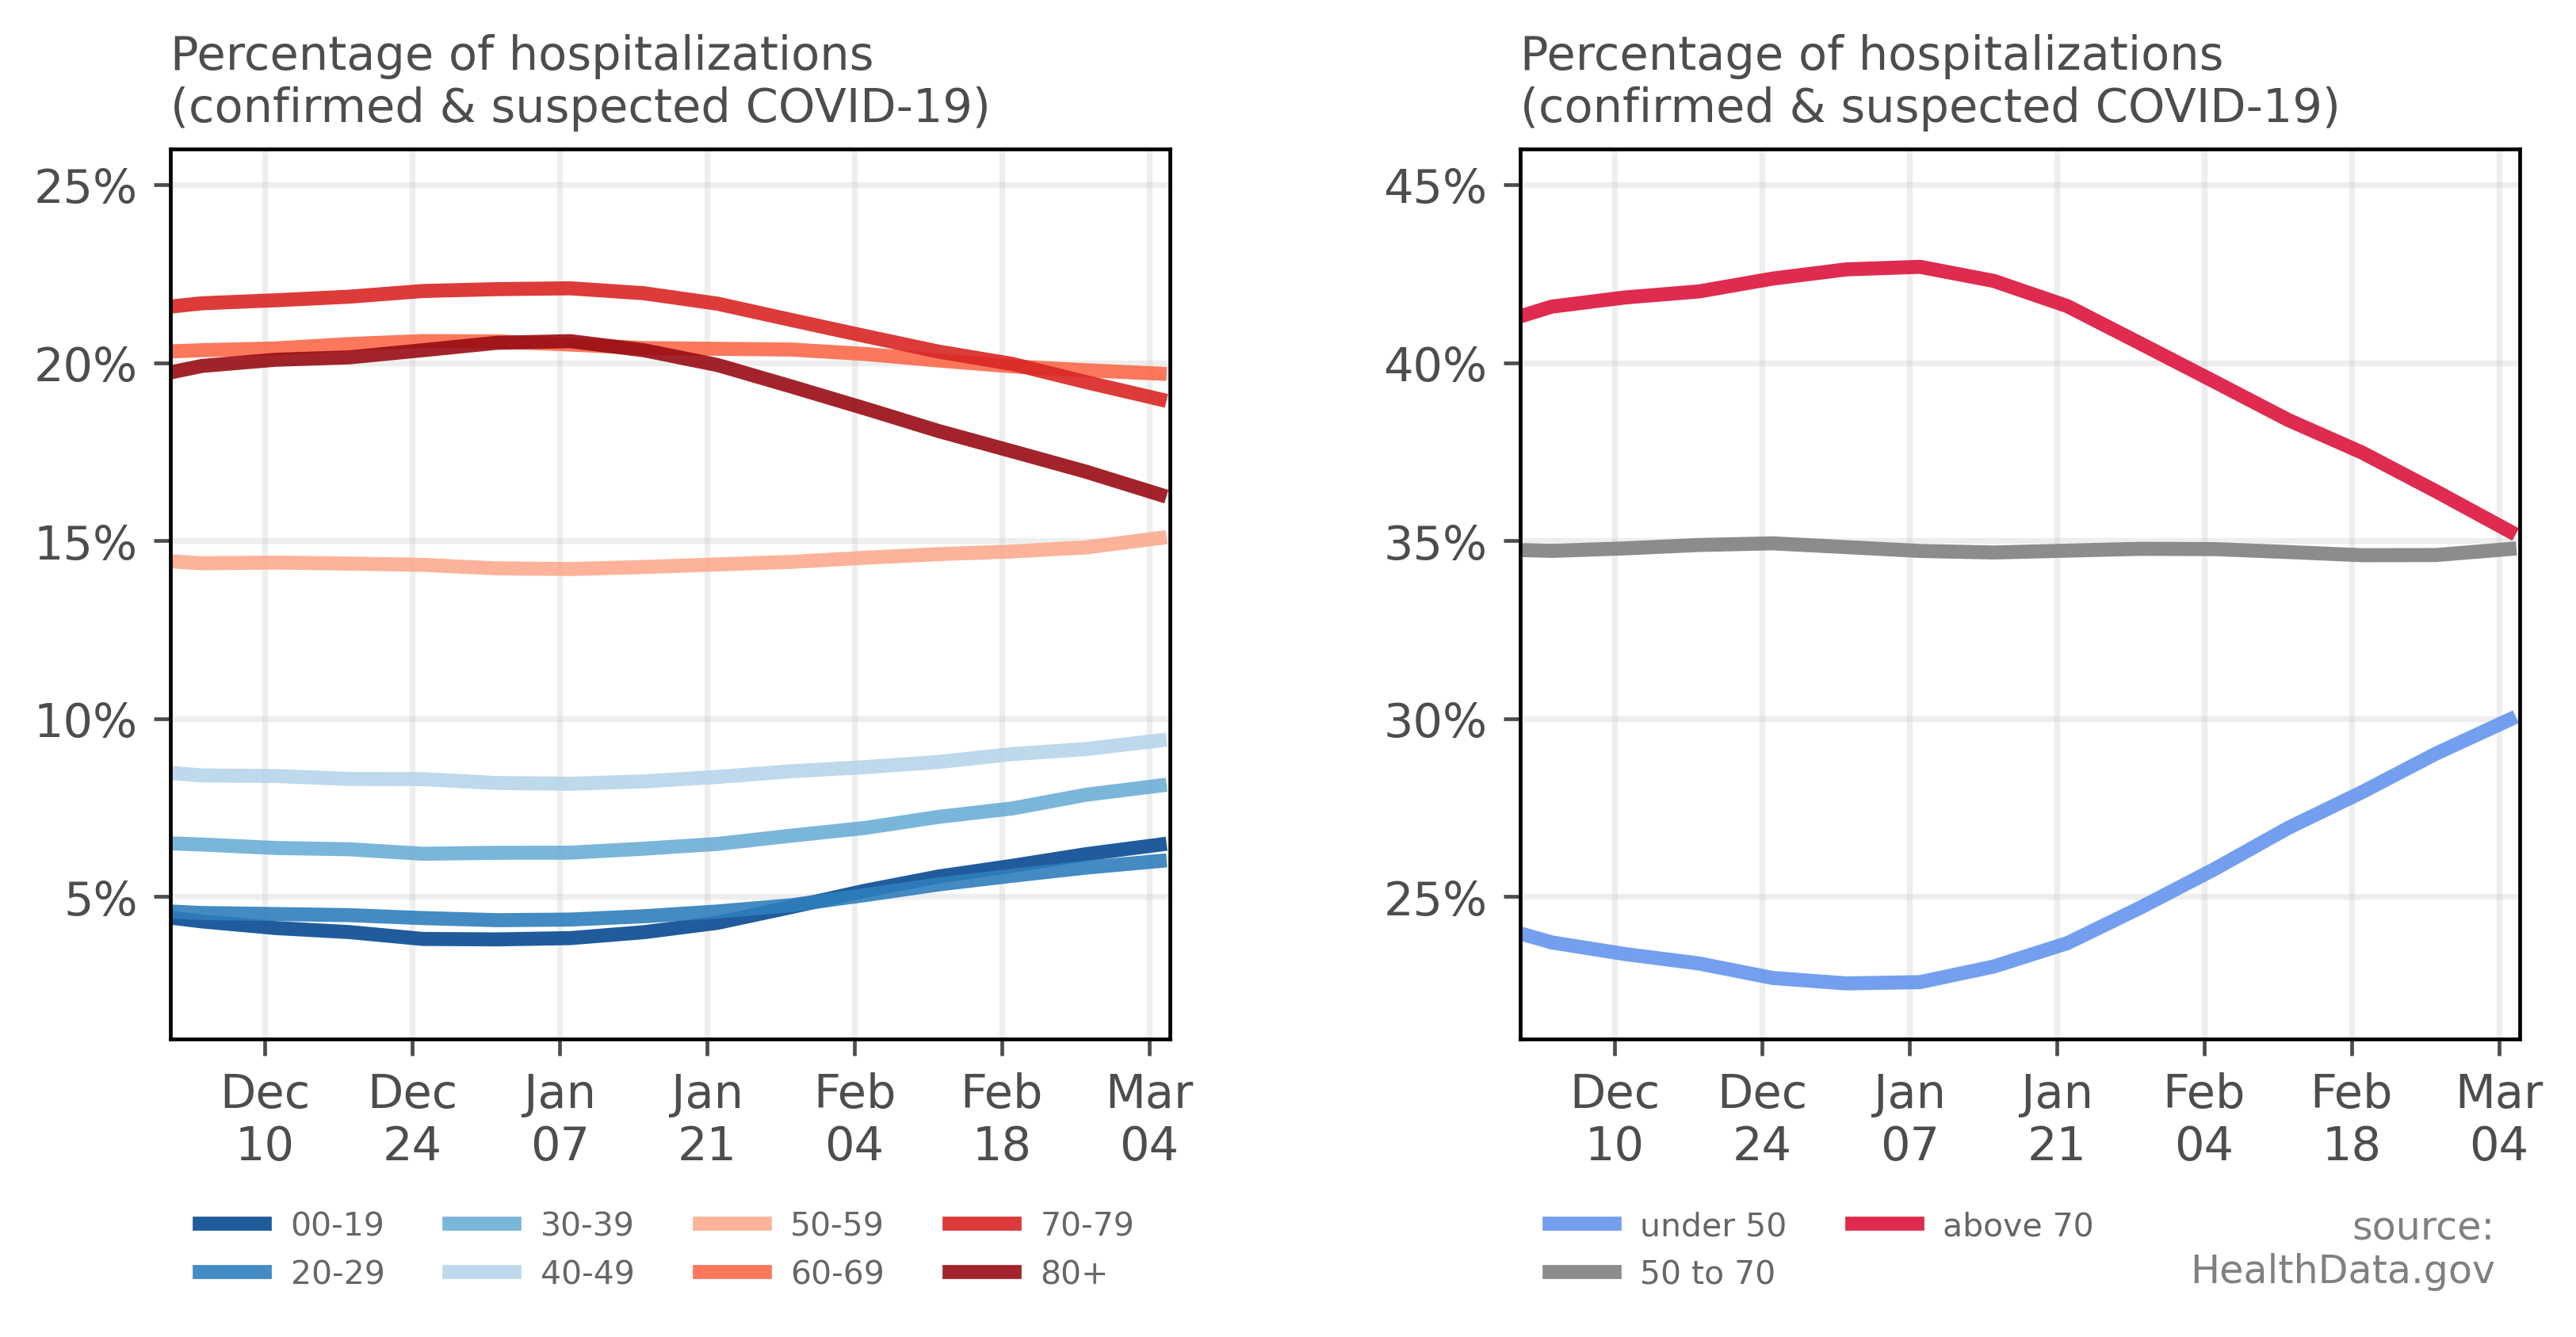 Percentage of hospitalizations
(confirmed & suspected COVID-19)
25%
20%
15%
10%
5%
Dec 10
Dec 24
Jan 07
Jan 21
Feb 04
Feb 18
Mar 04
00-19
20-29
30-39
40-49
50-59
60-69
70-79
80+
Percentage of hospitalizations
(confirmed & suspected COVID-19)
45%
40%
35%
30%
25%
Dec 10
Dec 24
Jan 07
Jan 21
Feb 04
Feb 18
Mar 04
under 50
50 to 70
above 70
source:
HealthData.gov